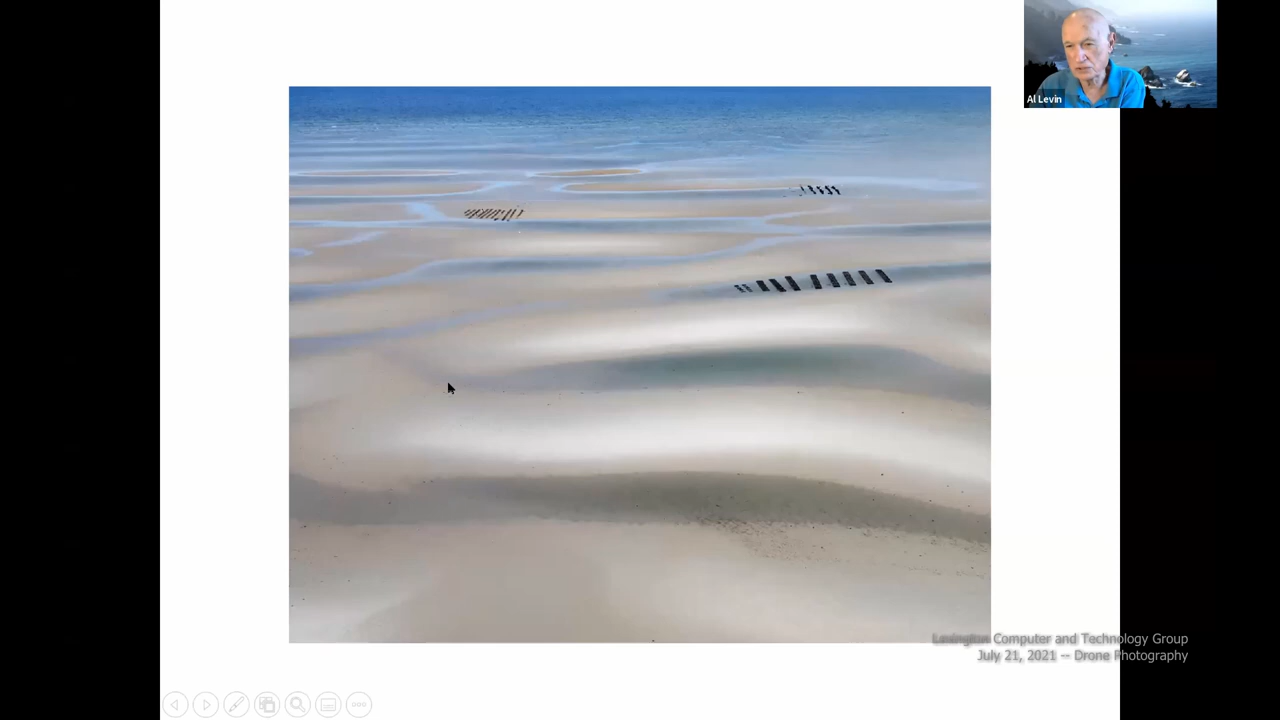 Al Levin
Lexington Computer and Technology Group
July 21, 2021 -- Drone Photography